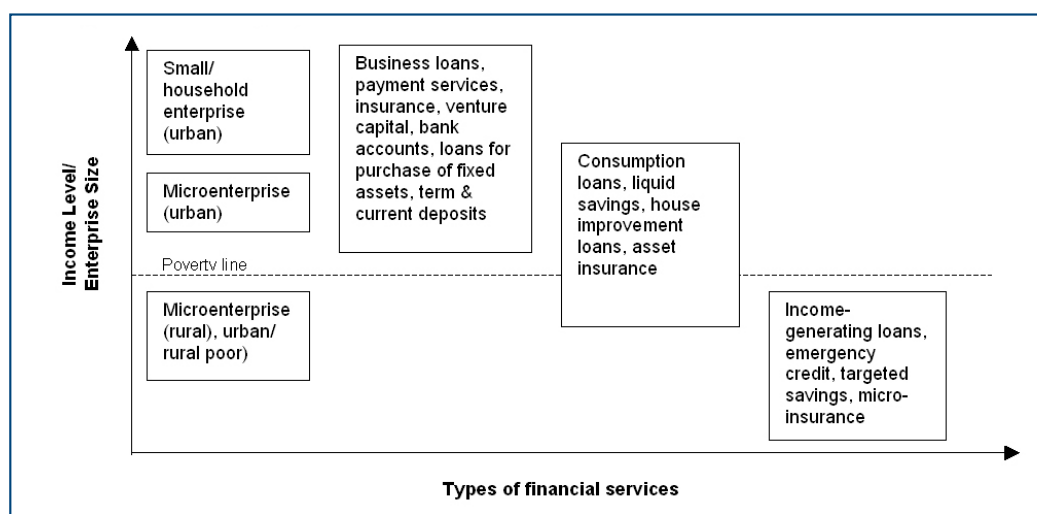 Income Level/
Enterprise Size
Small/
household
enterprise
(urban)
Microenterprise
(urban)
Poverty line
Microenterprise
(rural), urban/
rural poor)
Business loans,
payment services,
insurance, venture
capital, bank
accounts, loans for
purchase of fixed
assets, term &
current deposits
Consumption
loans, liquid
savings, house
improvement
loans, asset
insurance
Income-
generating loans,
emergency
credit, targeted
savings, micro-
insurance
Types of financial services